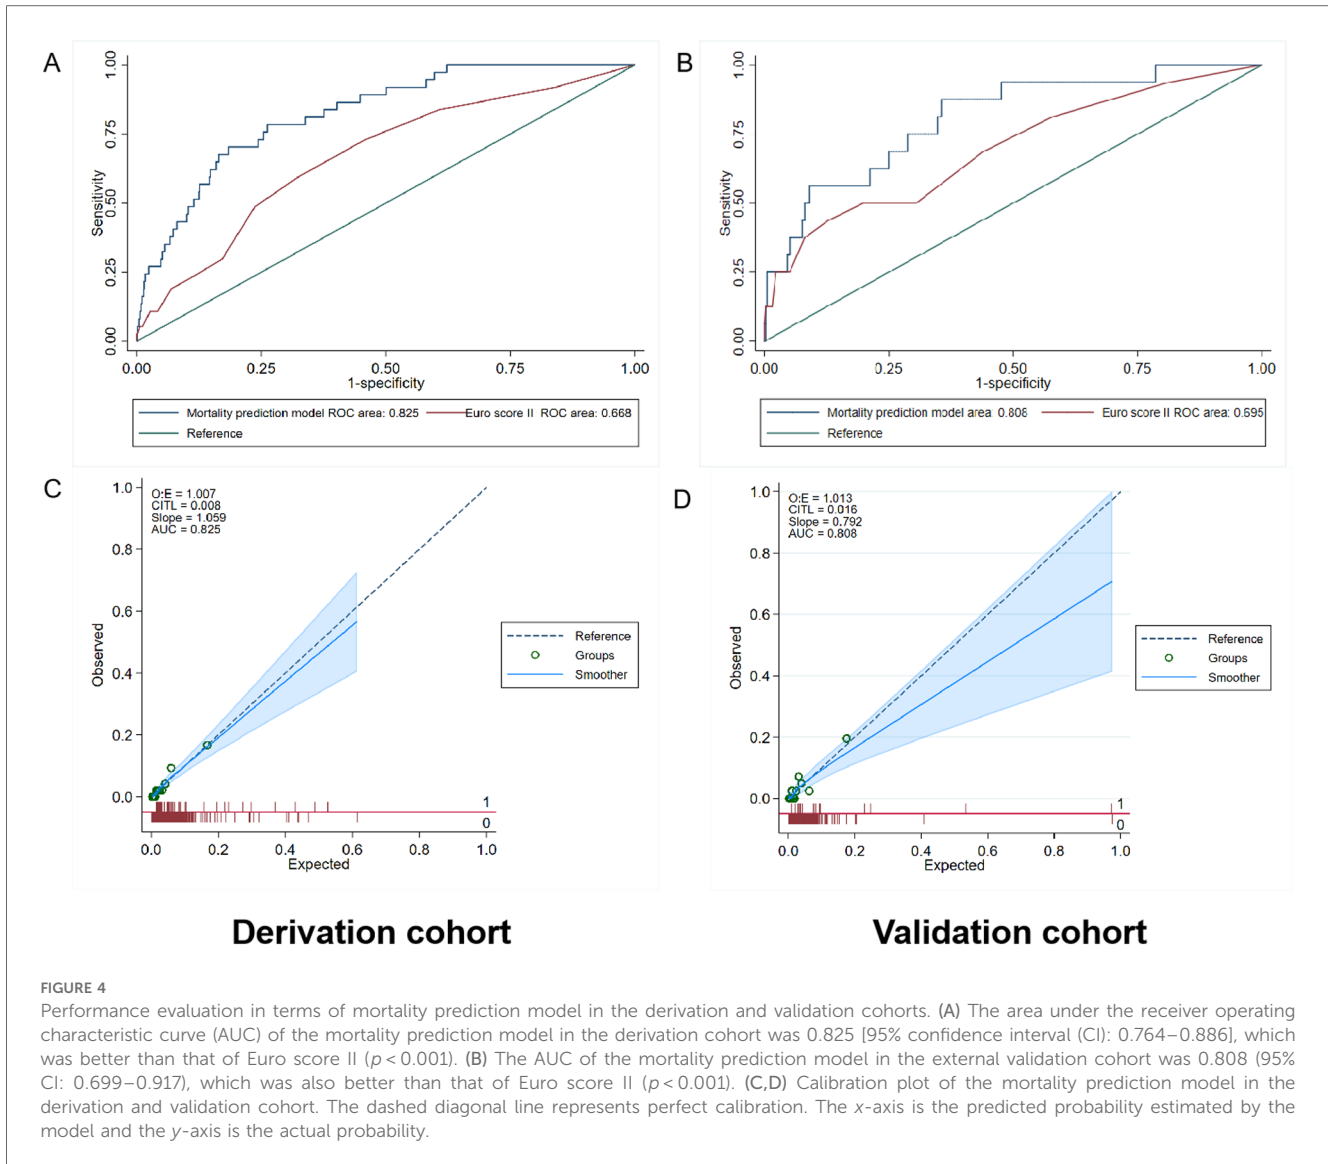 A
1.00
0.75
0.50
0.25
0.00
Sensitivity
0.00 0.25 0.50 0.75 1.00
1-specificity
Mortality prediction model ROC area: 0.825 Euro score II ROC area: 0.668
Reference
B
1.00
0.75
0.50
0.25
0.00
Sensitivity
0.00 0.25 0.50 0.75 1.00
1-specificity
Mortality prediction model area: 0.808 Euro score II ROC area: 0.695
Reference
C
O:E = 1.007
CITL = 0.008
Slope = 1.059
AUC = 0.825
1.0
0.8
0.6
0.4
0.2
0.0
Observed
Reference
Groups
Smoother
1
0
0.0 0.2 0.4 0.6 0.8 1.0
Expected
D
O:E = 1.013
CITL = 0.016
Slope = 0.792
AUC = 0.808
1.0
0.8
0.6
0.4
0.2
0.0
Observed
Reference
Groups
Smoother
1
0
0.0 0.2 0.4 0.6 0.8 1.0
Expected
Derivation cohort
Validation cohort
FIGURE 4
Performance evaluation in terms of mortality prediction model in the derivation and validation cohorts. (A) The area under the receiver operating
characteristic curve (AUC) of the mortality prediction model in the derivation cohort was 0.825 [95% confidence interval (CI): 0.764–0.886], which
was better than that of Euro score II (p < 0.001). (B) The AUC of the mortality prediction model in the external validation cohort was 0.808 (95%
CI: 0.699–0.917), which was also better than that of Euro score II (p < 0.001). (C,D) Calibration plot of the mortality prediction model in the
derivation and validation cohort. The dashed diagonal line represents perfect calibration. The x-axis is the predicted probability estimated by the
model and the y-axis is the actual probability.